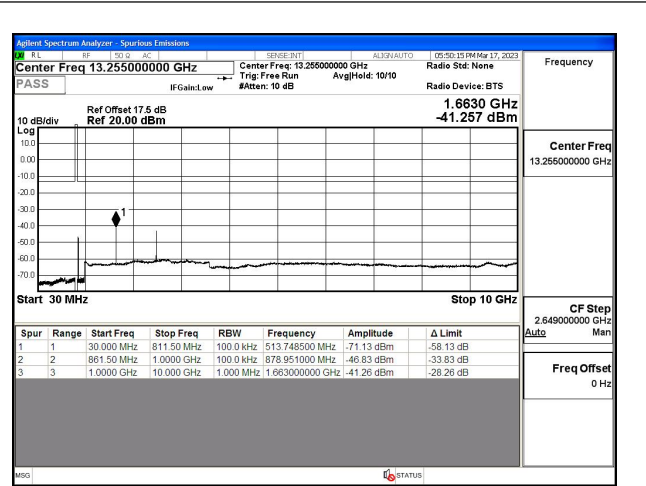 Agilent Spectrum Analyzer - Spurious Emissions
RL RF 50 Ω AC SENSE:INT ALIGN AUTO 05:50:15 PM Mar 17, 2023
Center Freq 13.255000000 GHz
Center Freq: 13.255000000 GHz
Radio Std: None
Trig: Free Run Avg|Hold: 10/10
PASS IFGain:Low #Atten: 10 dB Radio Device: BTS
Ref Offset 17.5 dB 1.6630 GHz
10 dB/div Ref 20.00 dBm -41.257 dBm
Log
10.0
0.00
-10.0
-20.0
-30.0
1
-40.0
-50.0
-60.0
-70.0
Start 30 MHz Stop 10 GHz
Spur Range Start Freq Stop Freq RBW Frequency Amplitude Δ Limit
1 1 30.000 MHz 811.50 MHz 100.0 kHz 513.748500 MHz -71.13 dBm -58.13 dB
2 2 861.50 MHz 1.0000 GHz 100.0 kHz 878.951000 MHz -46.83 dBm -33.83 dB
3 3 1.0000 GHz 10.000 GHz 1.000 MHz 1.663000000 GHz -41.26 dBm -28.26 dB
MSG STATUS
Frequency
Center Freq
13.255000000 GHz
CF Step
2.649000000 GHz
Auto Man
Freq Offset
0 Hz